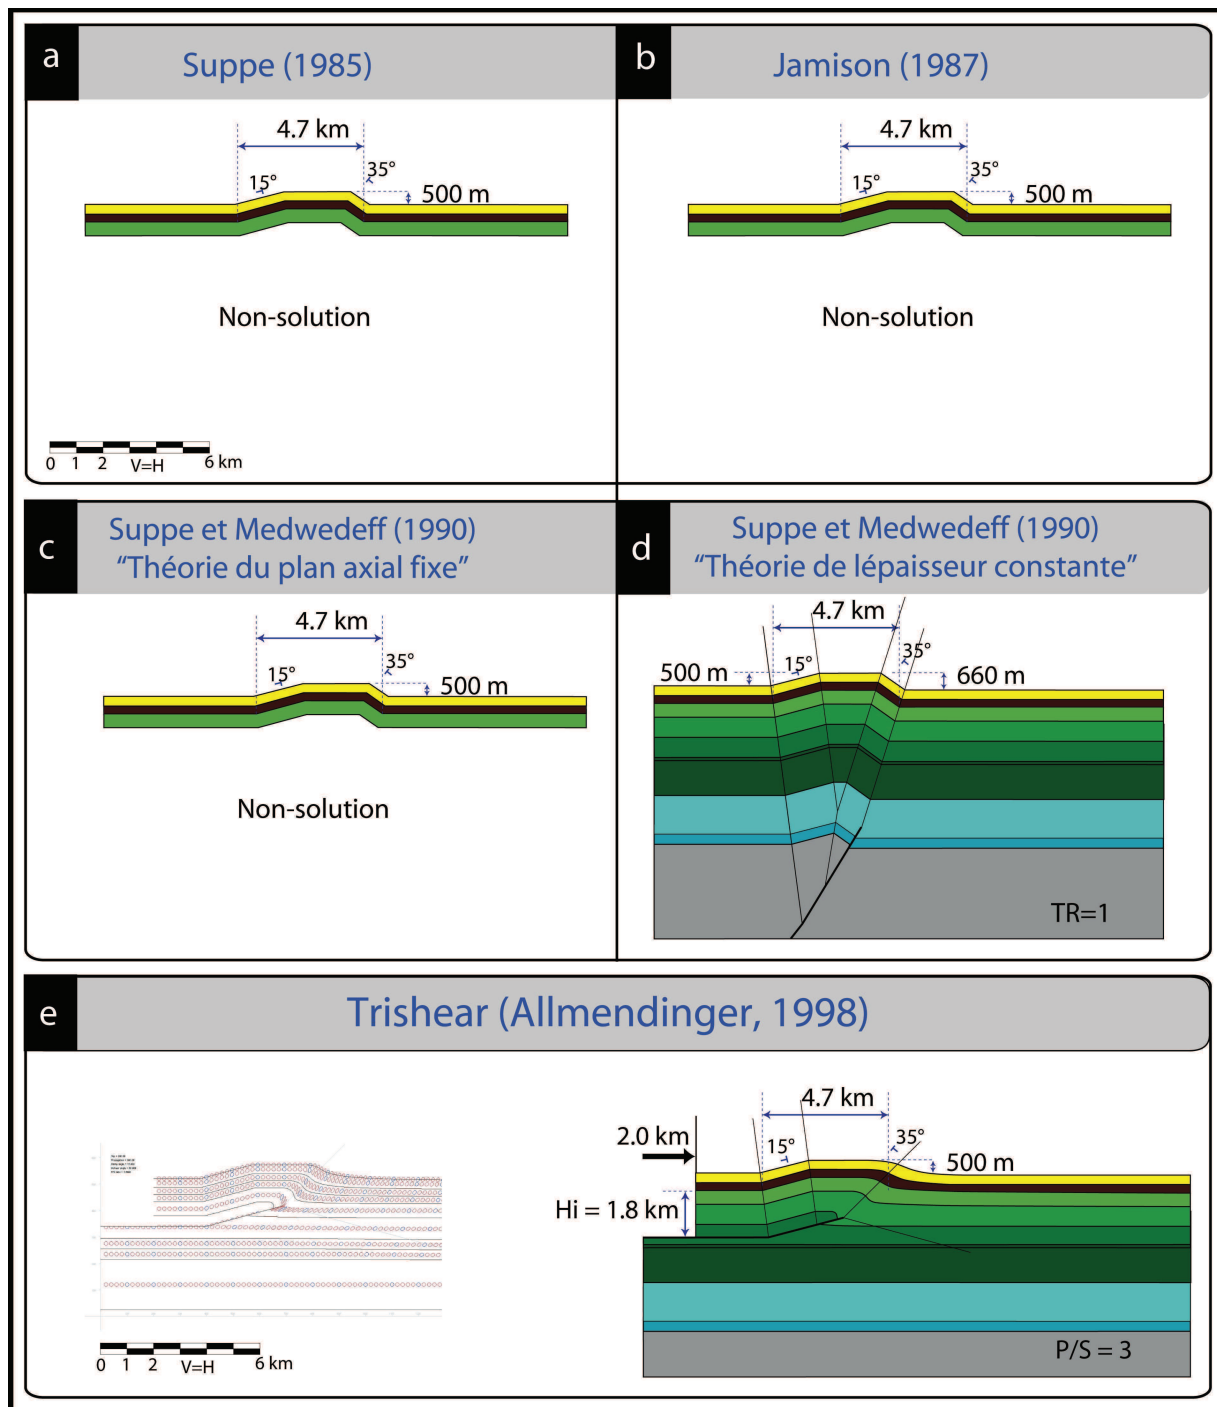 a
Suppe (1985)
4.7 km
15°
35°
500 m
Non-solution
0 1 2 V=H 6 km
b
Jamison (1987)
4.7 km
15°
35°
500 m
Non-solution
c
Suppe et Medwedeff (1990)
“Théorie du plan axial fixe”
4.7 km
15°
35°
500 m
Non-solution
d
Suppe et Medwedeff (1990)
“Théorie de lépaisseur constante”
4.7 km
500 m
15°
35°
660 m
TR=1
e
Trishear (Allmendinger, 1998)
0 1 2 V=H 6 km
4.7 km
2.0 km
15°
35°
500 m
Hi = 1.8 km
P/S = 3